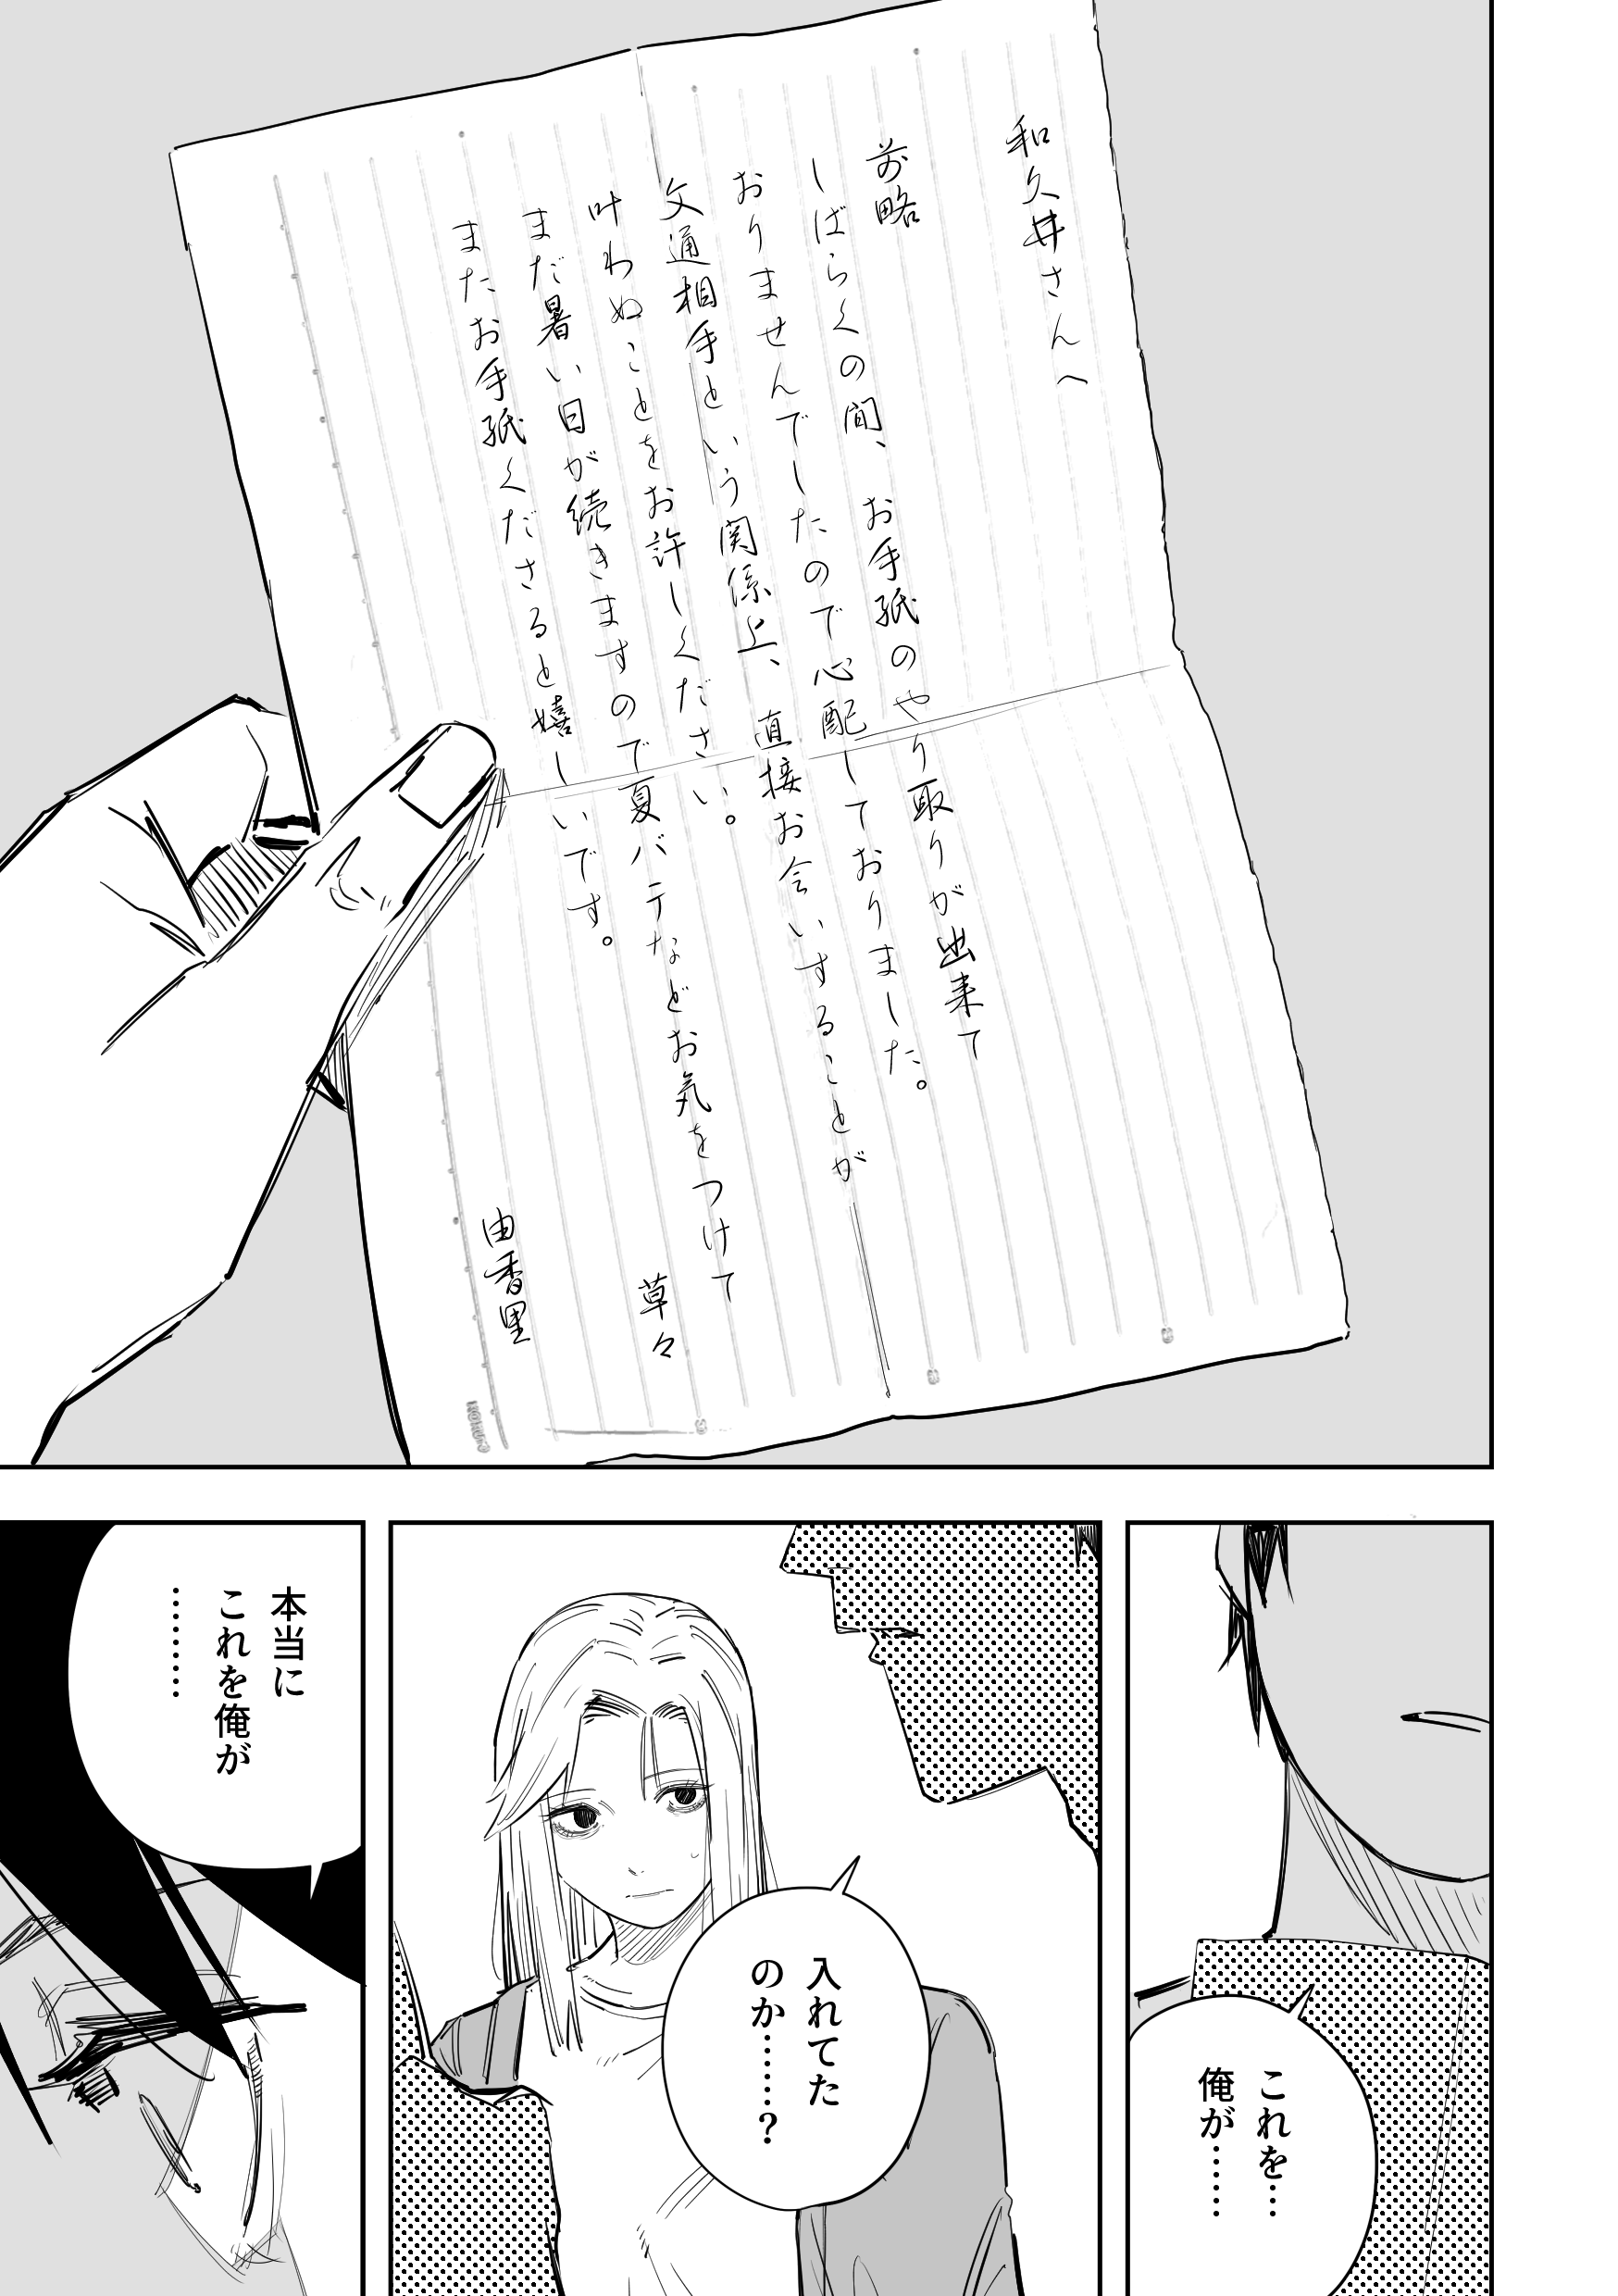 和久井さんへ
前略
しばらくの間、お手紙のやり取りが出来て
おりませんでしたので心配しておりました。
文通相手という関係上、直接お会いすることが
叶わぬことをお許しください。
まだ暑い日が続きますので夏バテなどお気をつけて
またお手紙くださると嬉しいです。
草々
由香里
KOKUYO
これを…
俺が……
入れてた
のか……?
本当に
これを俺が
………